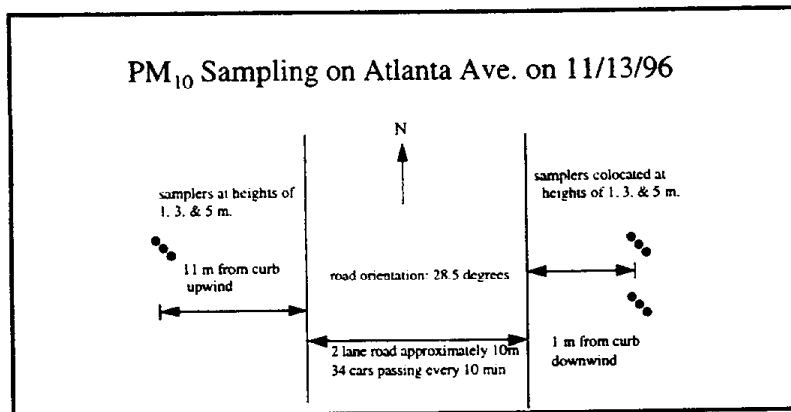 PM10 Sampling on Atlanta Ave. on 11/13/96
N
samplers at heights of
1. 3. & 5 m.
samplers colocated at
heights of 1. 3. & 5 m.
11 m from curb
upwind
road orientation: 28.5 degrees
2 lane road approximately 10m
34 cars passing every 10 min
1 m from curb
downwind